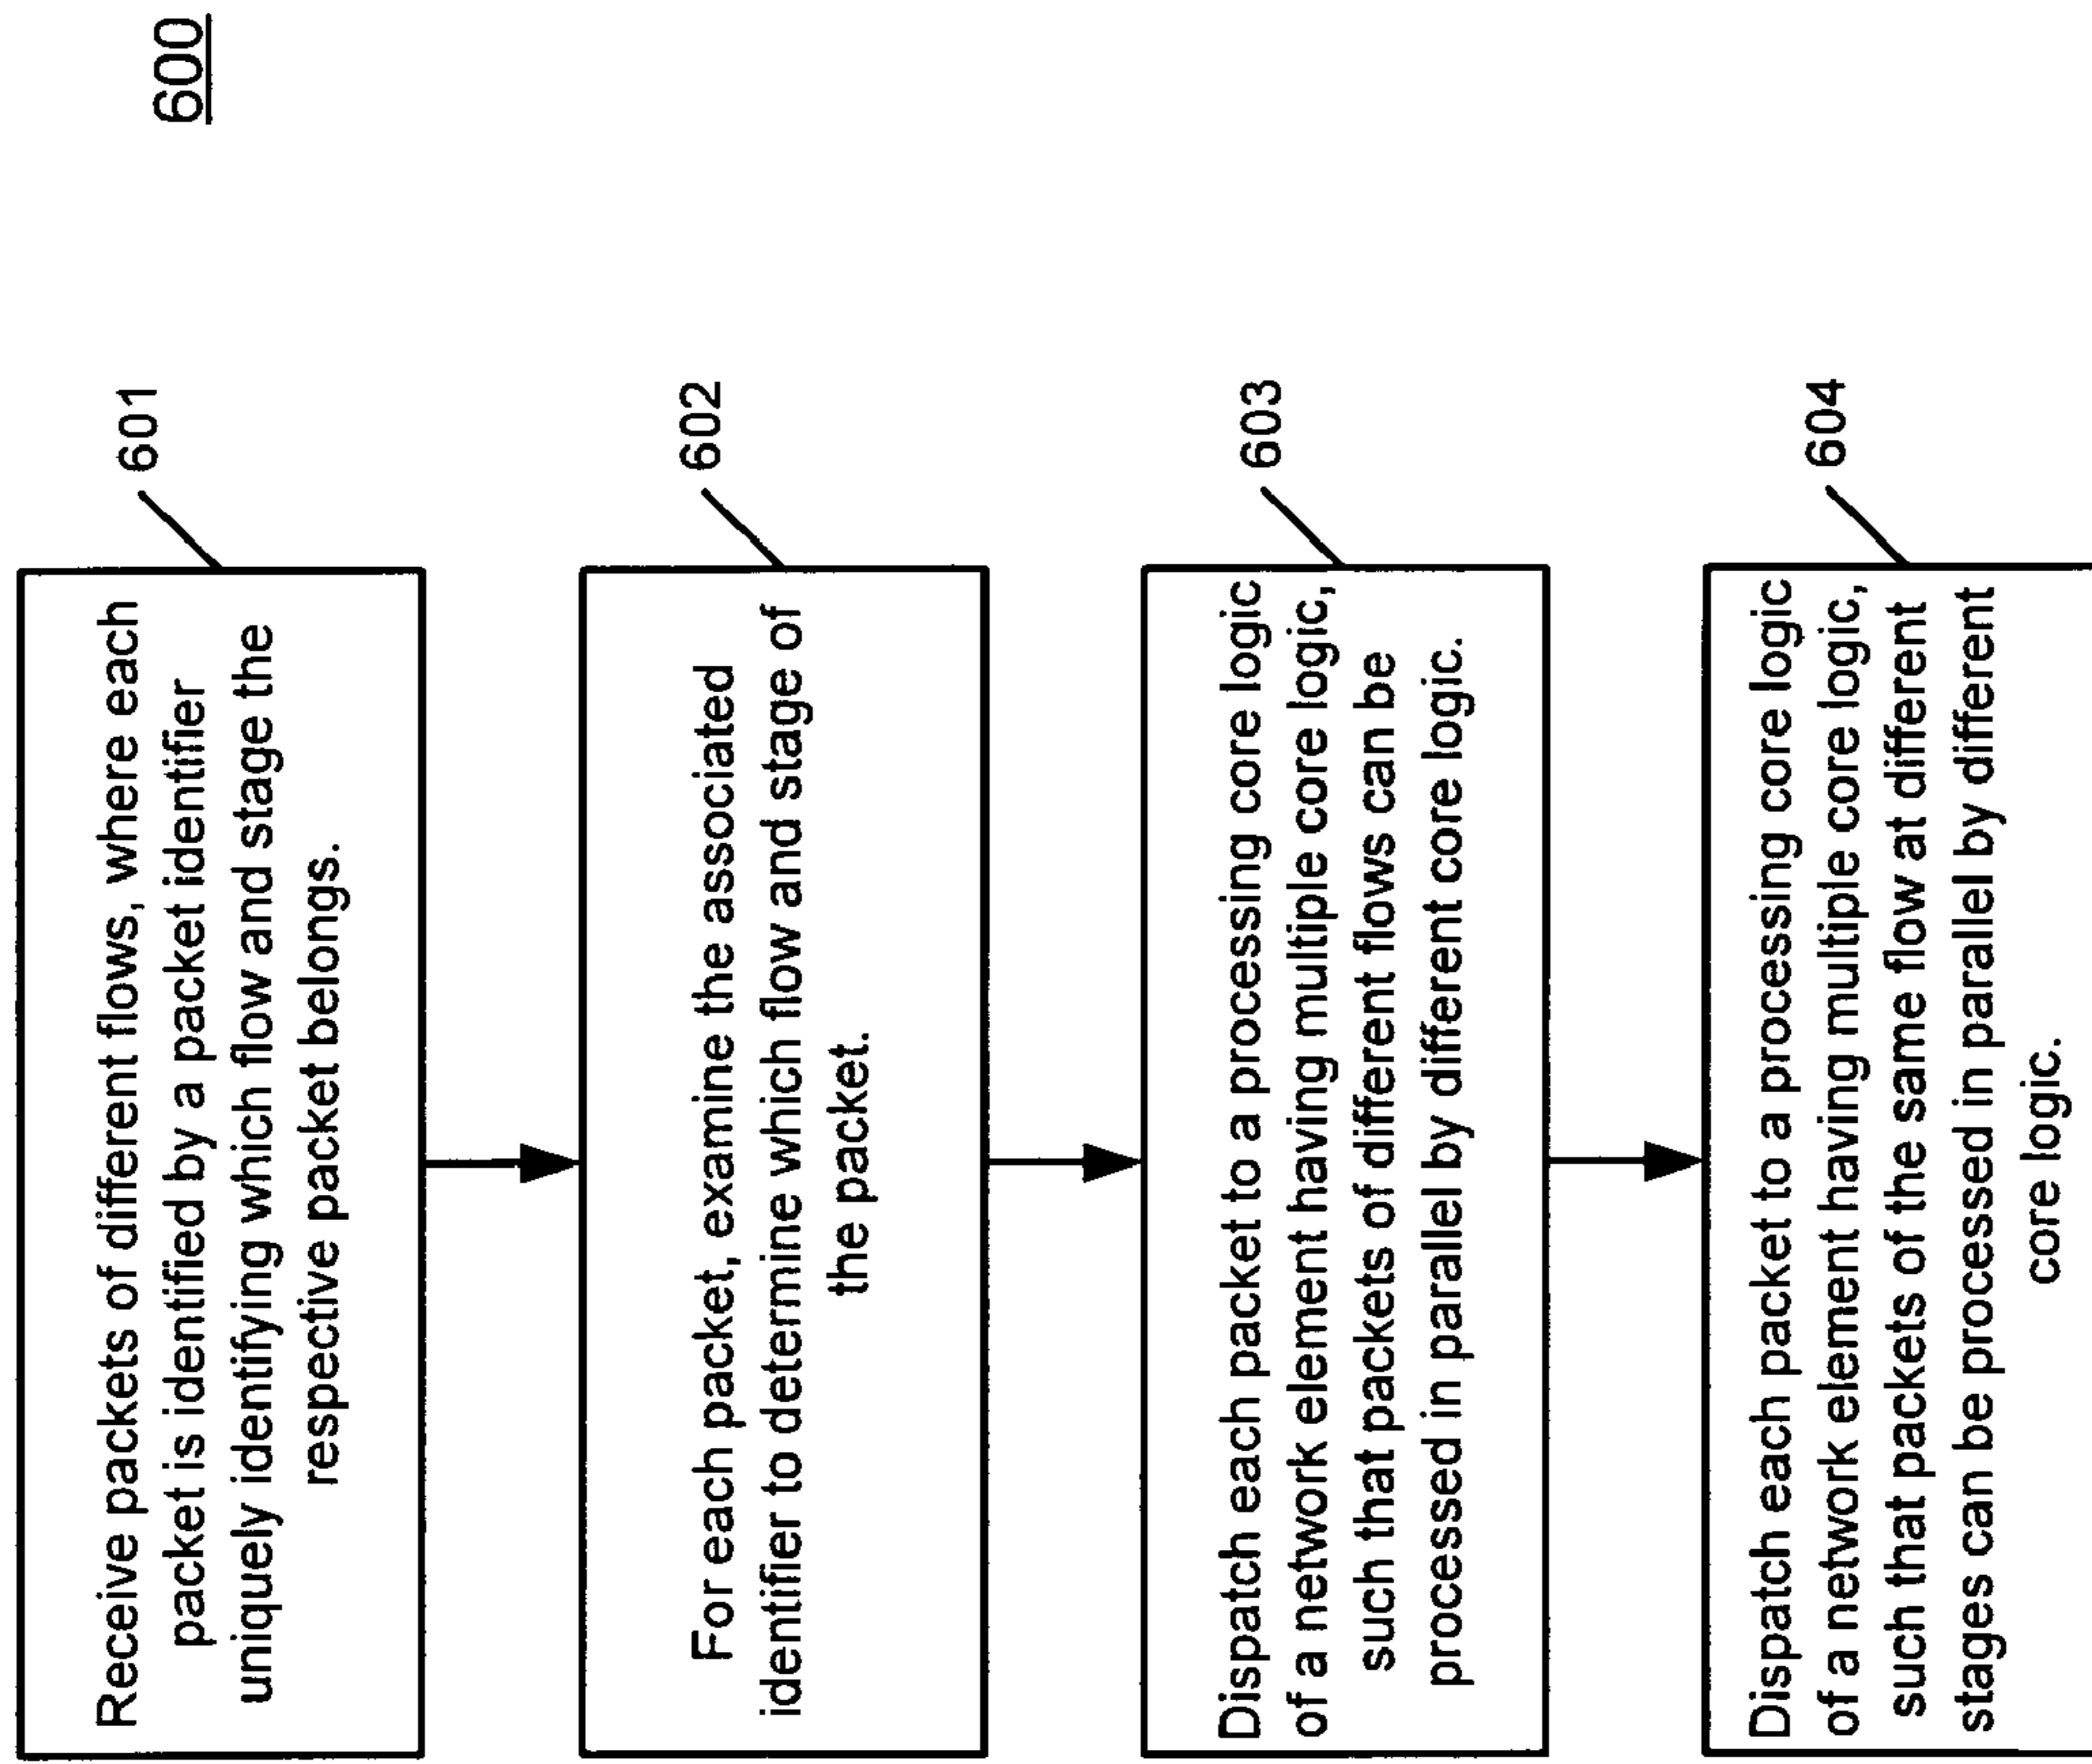 600
Receive packets of different flows, where each
packet is identified by a packet identifier
uniquely identifying which flow and stage the
respective packet belongs.
601
For each packet, examine the associated
identifier to determine which flow and stage of
the packet.
602
Dispatch each packet to a processing core logic
of a network element having multiple core logic,
such that packets of different flows can be
processed in parallel by different core logic.
603
Dispatch each packet to a processing core logic
of a network element having multiple core logic,
such that packets of the same flow at different
stages can be processed in parallel by different
core logic.
604